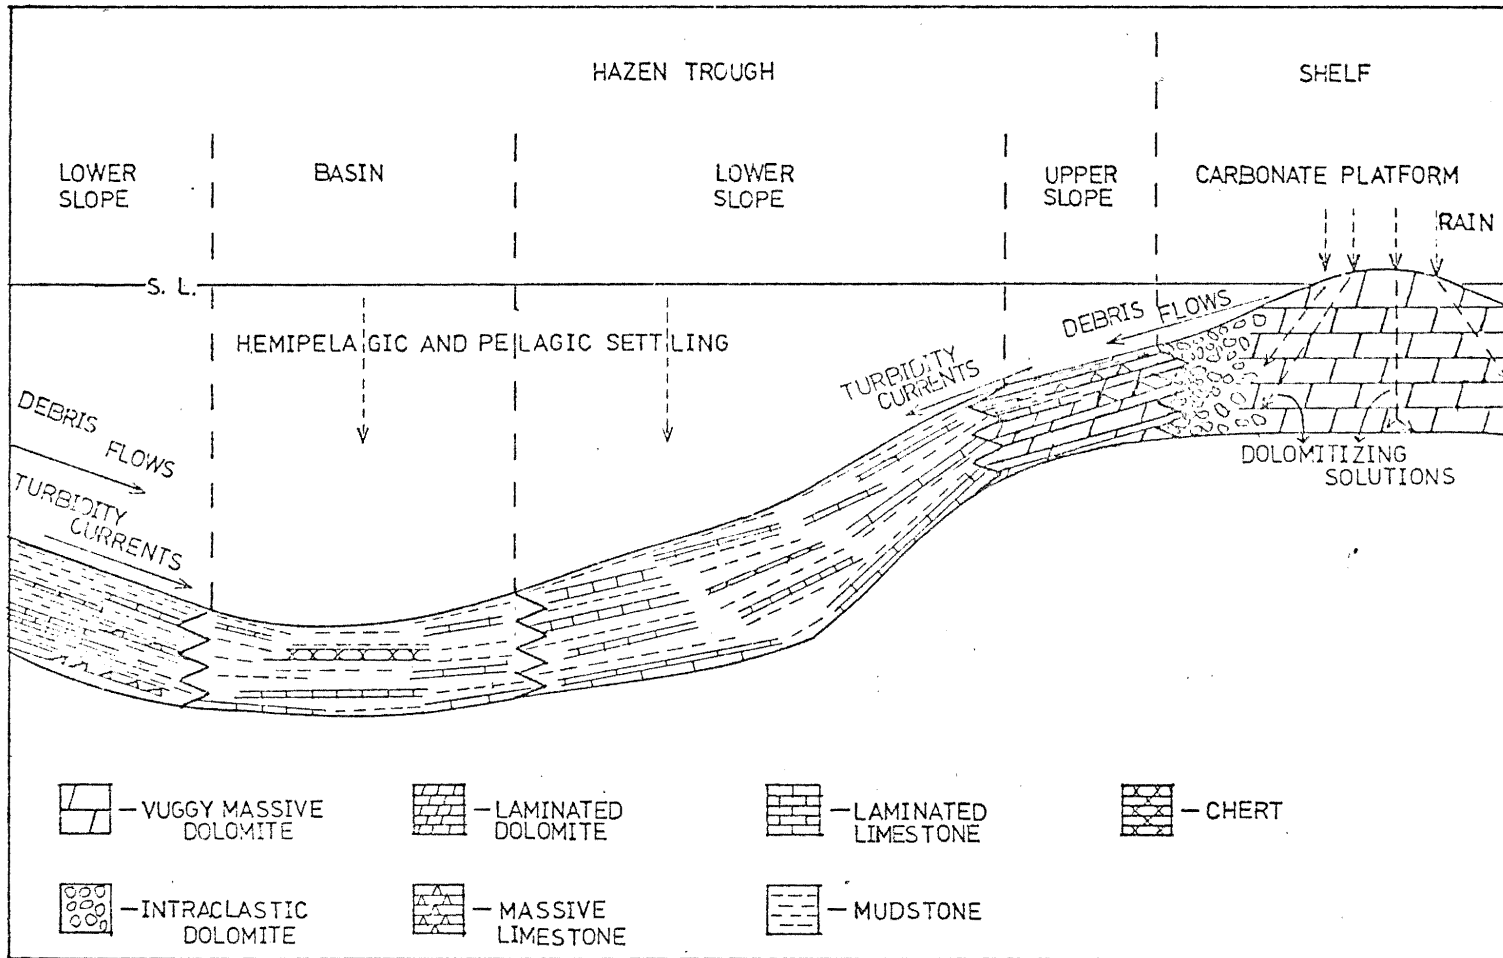 HAZEN TROUGH
SHELF
LOWER
SLOPE
BASIN
LOWER
SLOPE
UPPER
SLOPE
CARBONATE PLATFORM
RAIN
S. L.
HEMIPELAGIC AND PELAGIC SETTLING
DEBRIS FLOWS
TURBIDITY
CURRENTS
DEBRIS FLOWS
TURBIDITY
CURRENTS
DOLOMITIZING
SOLUTIONS
- VUGGY MASSIVE
DOLOMITE
- LAMINATED
DOLOMITE
- LAMINATED
LIMESTONE
- CHERT
- INTRACLASTIC
DOLOMITE
- MASSIVE
LIMESTONE
- MUDSTONE